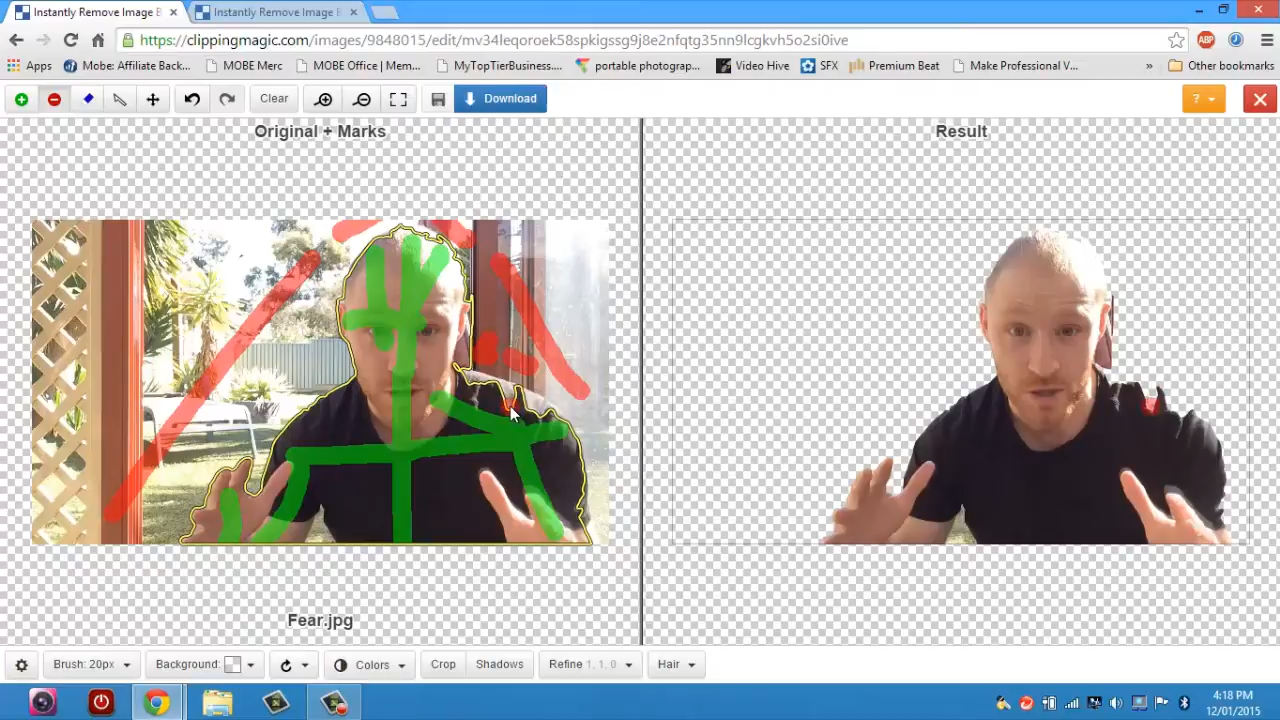 Instantly Remove Image B
Instantly Remove Image B
https://clippingmagic.com/images/9848015/edit/mv34leqorsek58spkigssg9j8e2nfqtg35nn9lcgkvh5o2si0ive
ABP
Apps
Mobe: Affiliate Back...
MOBE Merc
MOBE Office | Mem...
MyTopTierBusiness....
portable photograp...
Video Hive
SFX
Premium Beat
Make Professional V...
»
Other bookmarks
Clear
Download
?
Original + Marks
Result
Fear.jpg
Brush: 20px
Background:
Colors
Crop
Shadows
Refine 1, 1, 0
Hair
4:18 PM
12/01/2015